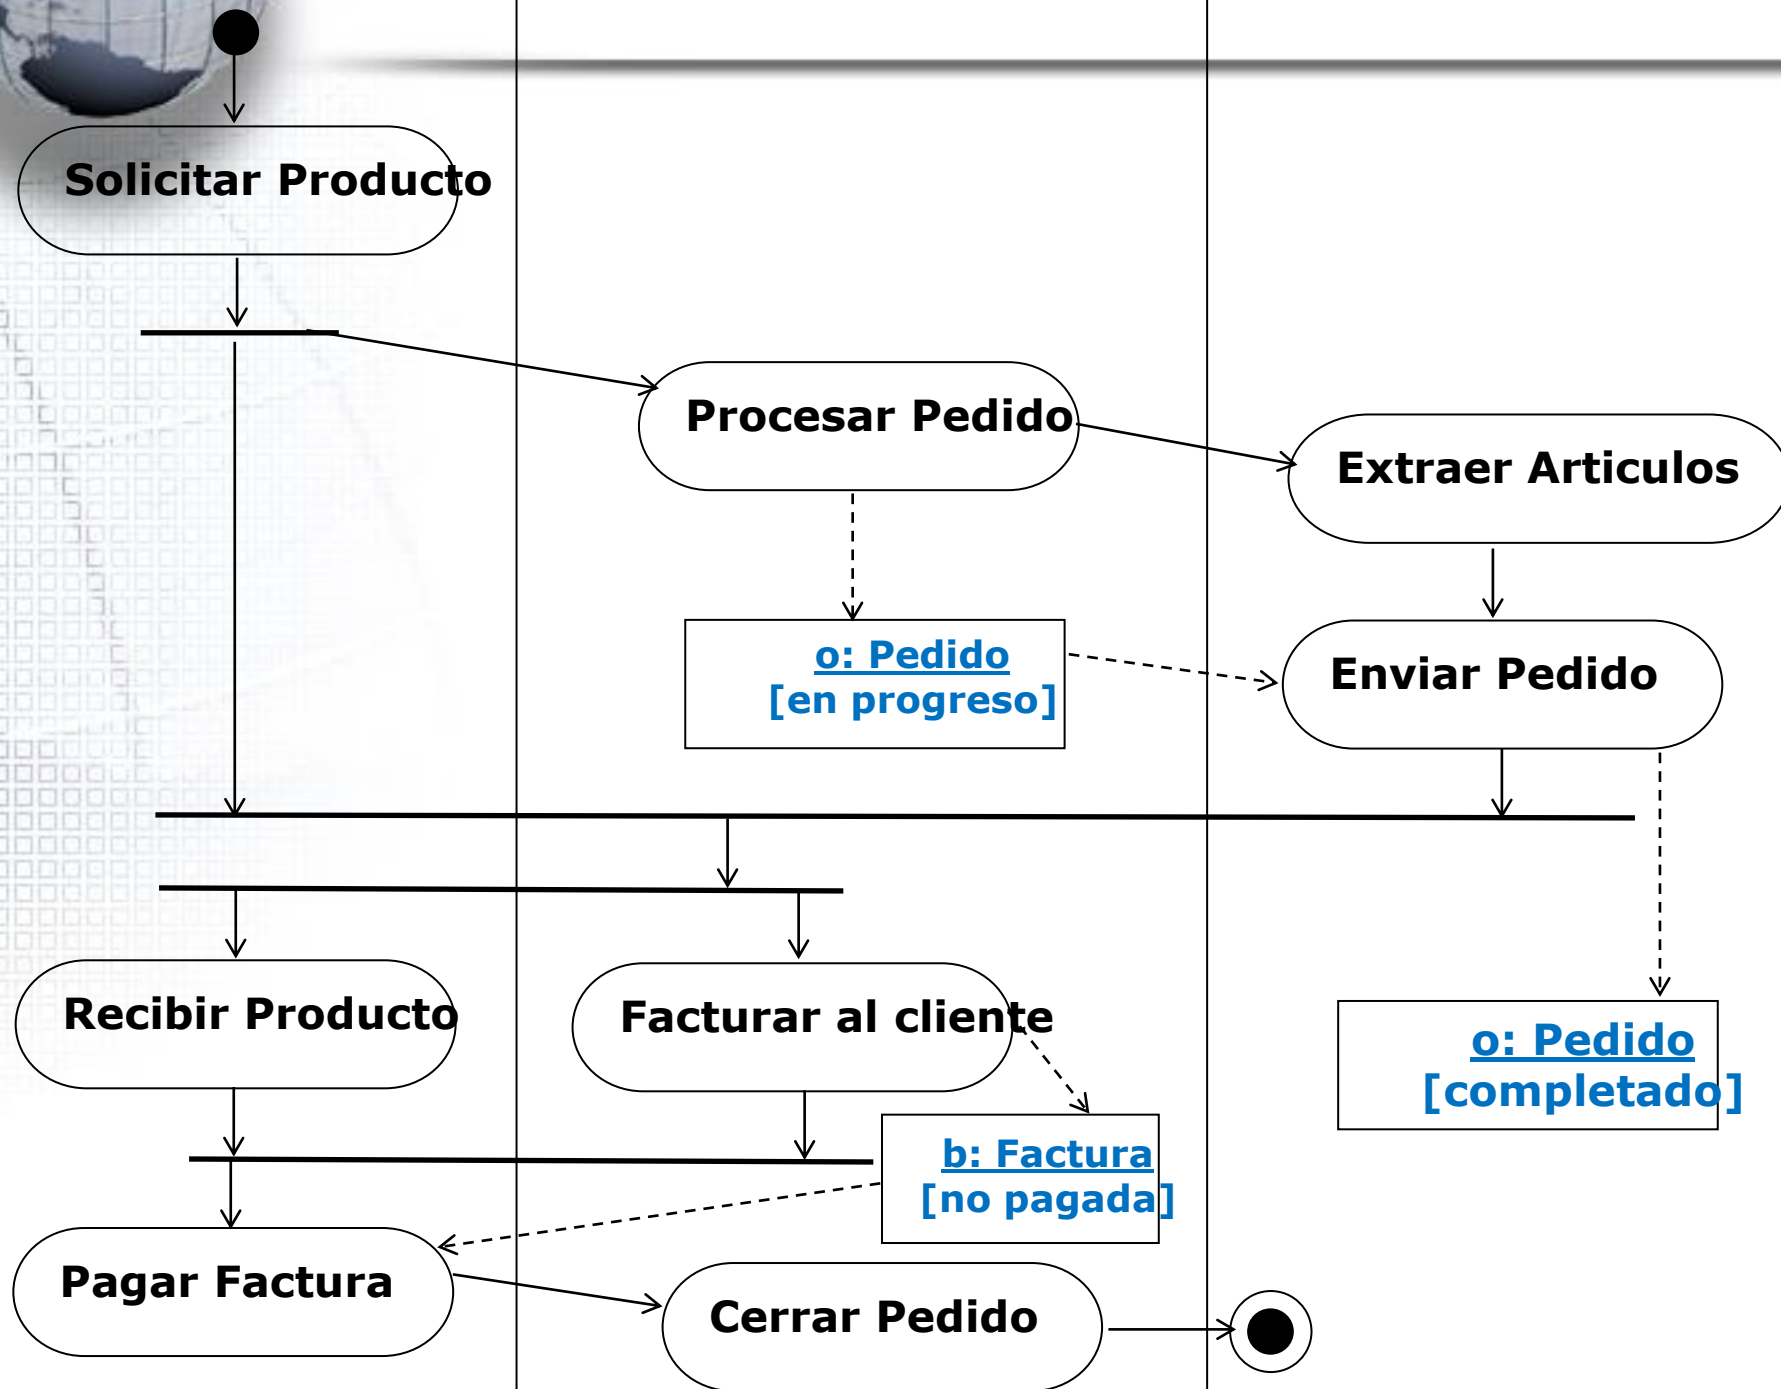 Solicitar Producto
Procesar Pedido
Extraer Articulos
o: Pedido
[en progreso]
Enviar Pedido
Recibir Producto
Facturar al cliente
o: Pedido
[completado]
b: Factura
[no pagada]
Pagar Factura
Cerrar Pedido